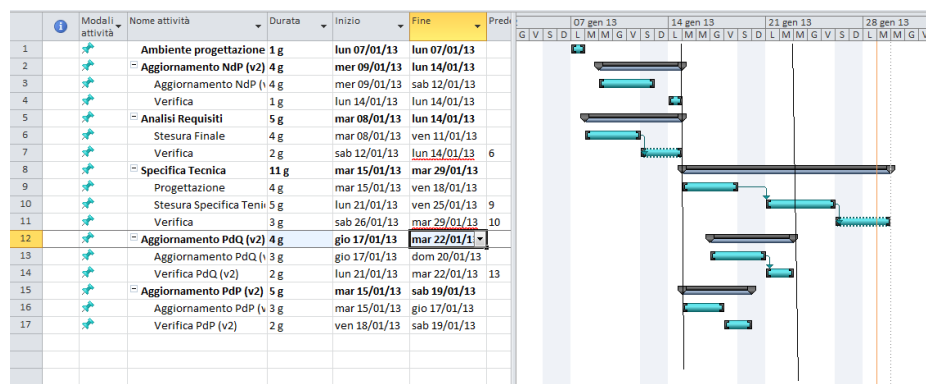 Modali attività Nome attività Durata Inizio Fine Prede
07 gen 13 14 gen 13 21 gen 13 28 gen 13
G V S D L M M G V S D L M M G V S D L M M G V S D L M M G V
1 Ambiente progettazione 1 g lun 07/01/13 lun 07/01/13
2 Aggiornamento NdP (v2) 4 g mer 09/01/13 lun 14/01/13
3 Aggiornamento NdP (v 4 g mer 09/01/13 sab 12/01/13
4 Verifica 1 g lun 14/01/13 lun 14/01/13
5 Analisi Requisiti 5 g mar 08/01/13 lun 14/01/13
6 Stesura Finale 4 g mar 08/01/13 ven 11/01/13
7 Verifica 2 g sab 12/01/13 lun 14/01/13 6
8 Specifica Tecnica 11 g mar 15/01/13 mar 29/01/13
9 Progettazione 4 g mar 15/01/13 ven 18/01/13
10 Stesura Specifica Teni 5 g lun 21/01/13 ven 25/01/13 9
11 Verifica 3 g sab 26/01/13 mar 29/01/13 10
12 Aggiornamento PdQ (v2) 4 g gio 17/01/13 mar 22/01/1
13 Aggiornamento PdQ (v 3 g gio 17/01/13 dom 20/01/13
14 Verifica PdQ (v2) 2 g lun 21/01/13 mar 22/01/13 13
15 Aggiornamento PdP (v2) 5 g mar 15/01/13 sab 19/01/13
16 Aggiornamento PdP (v 3 g mar 15/01/13 gio 17/01/13
17 Verifica PdP (v2) 2 g ven 18/01/13 sab 19/01/13